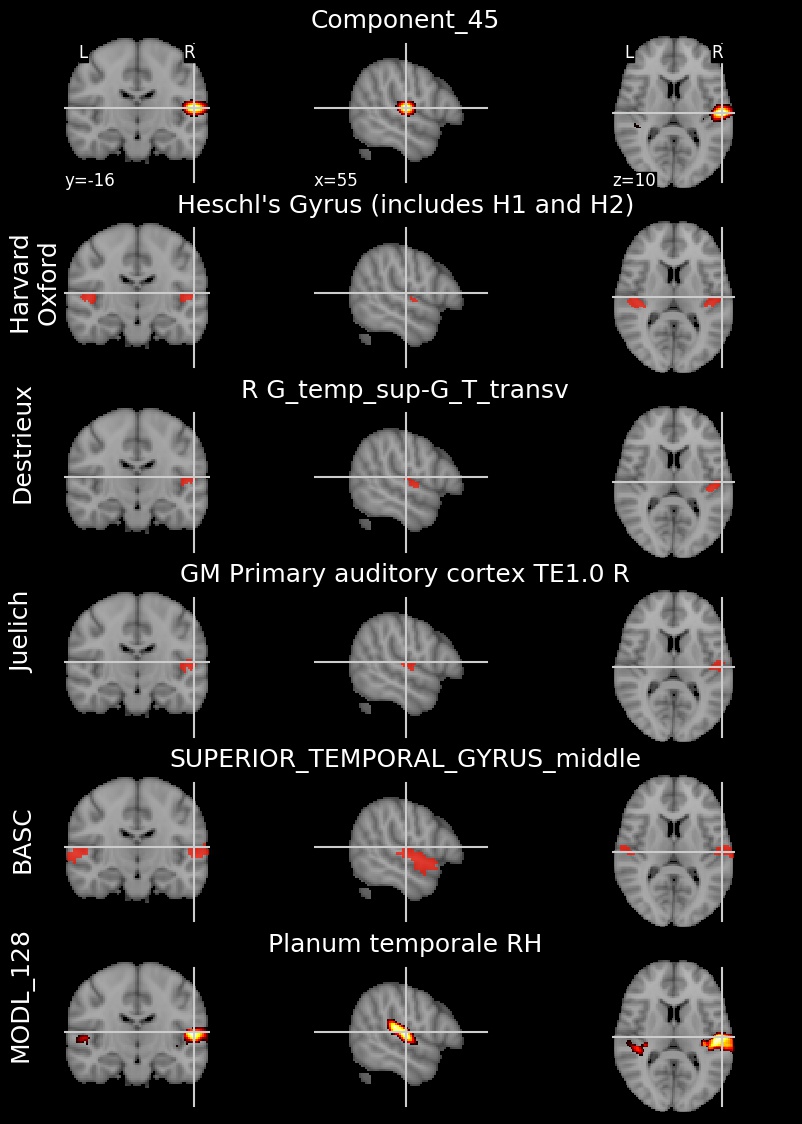 Component_45
L R
L R
y=-16
x=55
z=10
Heschl's Gyrus (includes H1 and H2)
Harvard
Oxford
R G_temp_sup-G_T_transv
Destrieux
GM Primary auditory cortex TE1.0 R
Juelich
SUPERIOR_TEMPORAL_GYRUS_middle
BASC
Planum temporale RH
MODL_128